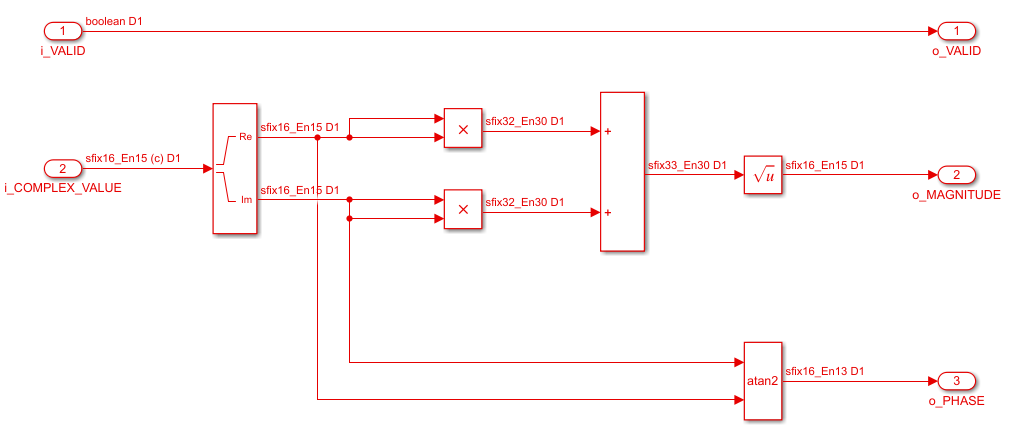 boolean D1
1
i_VALID
1
o_VALID
sfix16_En15 (c) D1
2
i_COMPLEX_VALUE
Re
Im
sfix16_En15 D1
sfix16_En15 D1
×
sfix32_En30 D1
×
sfix32_En30 D1
+
+
sfix33_En30 D1
√u
sfix16_En15 D1
2
o_MAGNITUDE
atan2
sfix16_En13 D1
3
o_PHASE